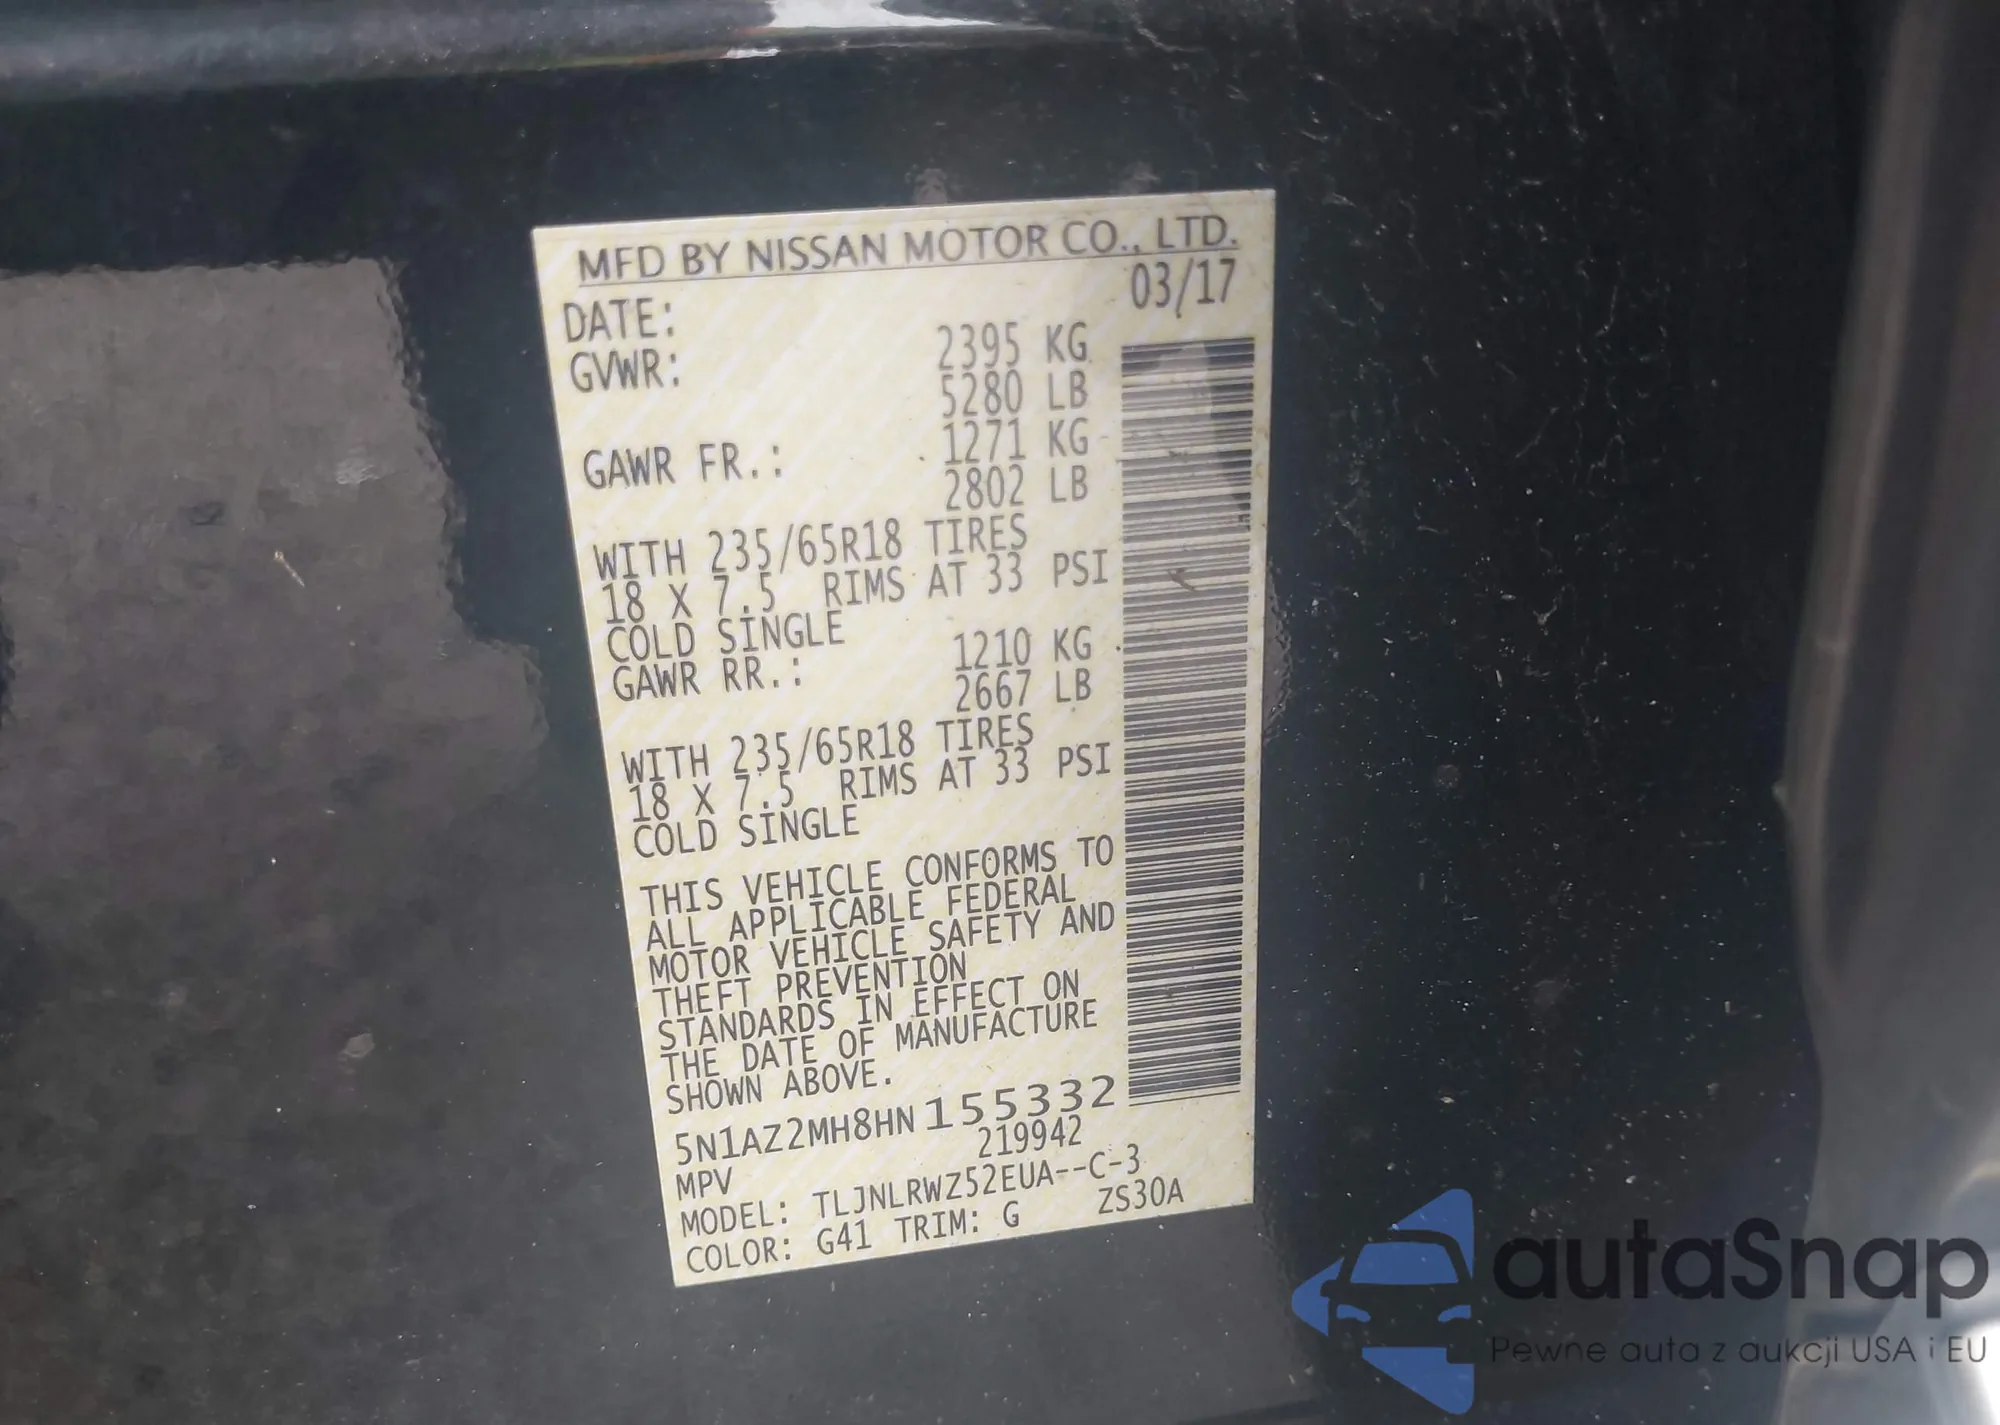 MFD BY NISSAN MOTOR CO., LTD.
DATE: 03/17
GVWR: 2395 KG
5280 LB
GAWR FR.: 1271 KG
2802 LB
WITH 235/65R18 TIRES
18 X 7.5 RIMS AT 33 PSI
COLD SINGLE
GAWR RR.: 1210 KG
2667 LB
WITH 235/65R18 TIRES
18 X 7.5 RIMS AT 33 PSI
COLD SINGLE
THIS VEHICLE CONFORMS TO
ALL APPLICABLE FEDERAL
MOTOR VEHICLE SAFETY AND
THEFT PREVENTION
STANDARDS IN EFFECT ON
THE DATE OF MANUFACTURE
SHOWN ABOVE.
5N1AZ2MH8HN155332
MPV 219942
MODEL: TLJNLRWZ52EUA--C-3
COLOR: G41 TRIM: G ZS30A
autaSnap
Pewne auta z aukcji USA i EU